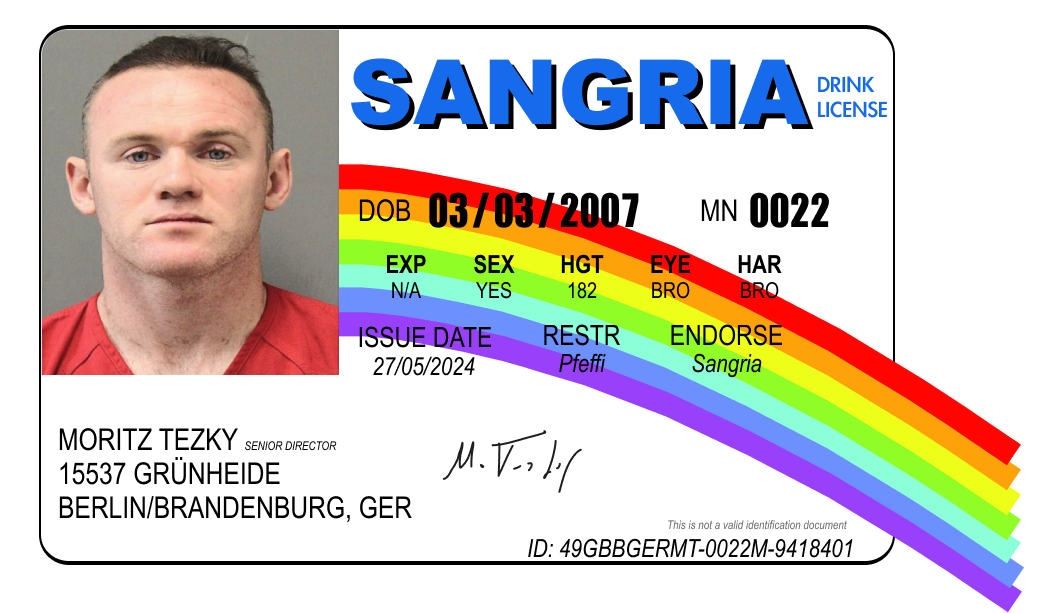 SANGRIA DRINK
LICENSE
DOB 03/03/2007 MN 0022
EXP SEX HGT EYE HAR
N/A YES 182 BRO BRO
ISSUE DATE RESTR ENDORSE
27/05/2024 Pfeffi Sangria
MORITZ TEZKY SENIOR DIRECTOR
15537 GRÜNHEIDE
BERLIN/BRANDENBURG, GER
This is not a valid identification document
ID: 49GBBGERMT-0022M-9418401